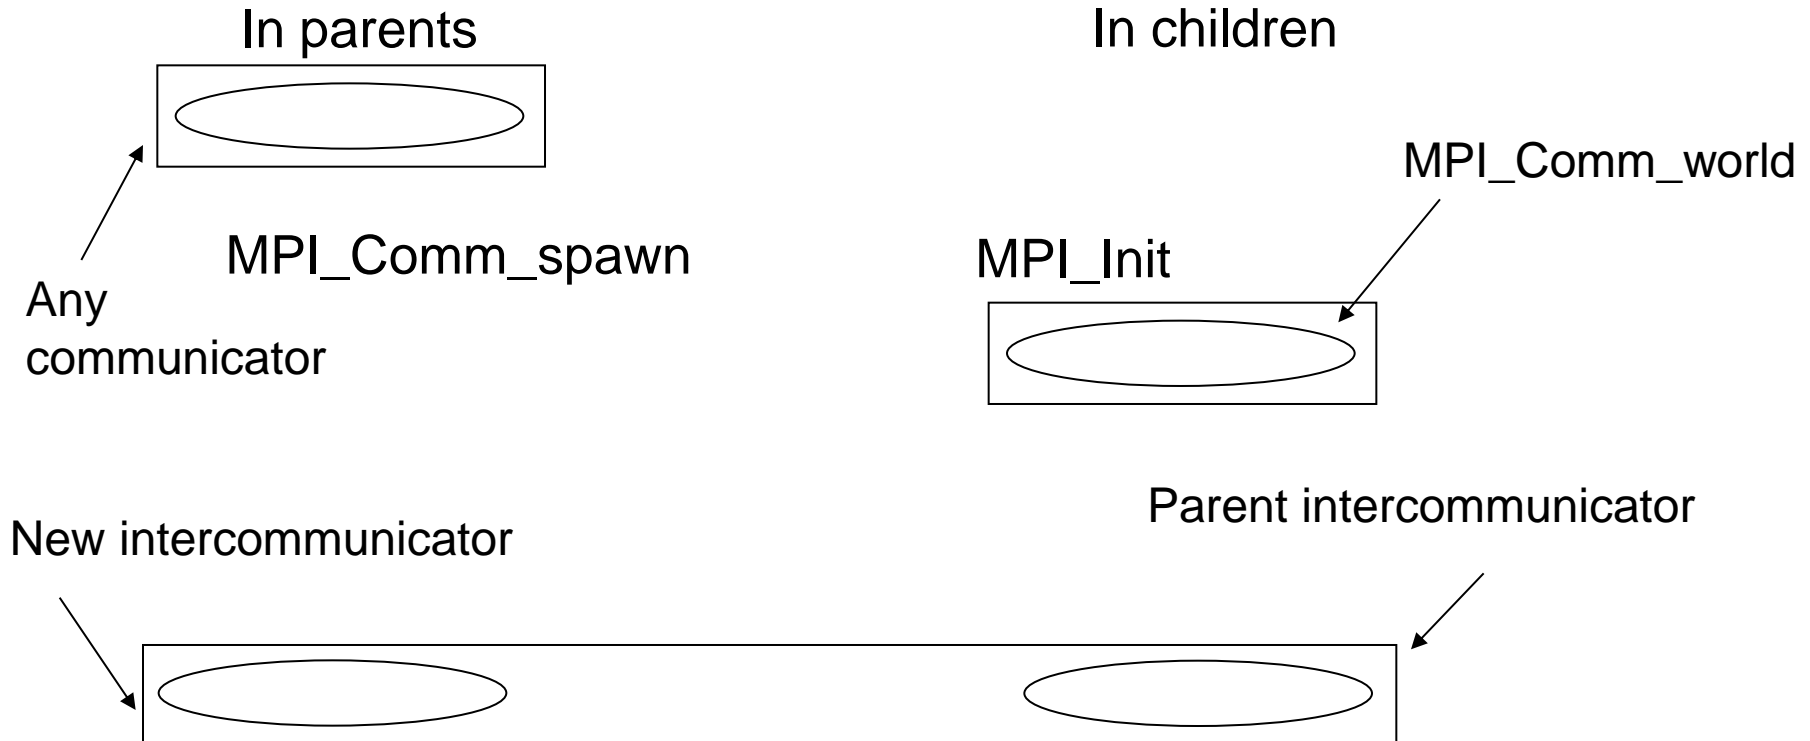 In parents
In children
MPI_Comm_world
MPI_Comm_spawn
MPI_Init
Any
communicator
Parent intercommunicator
New intercommunicator